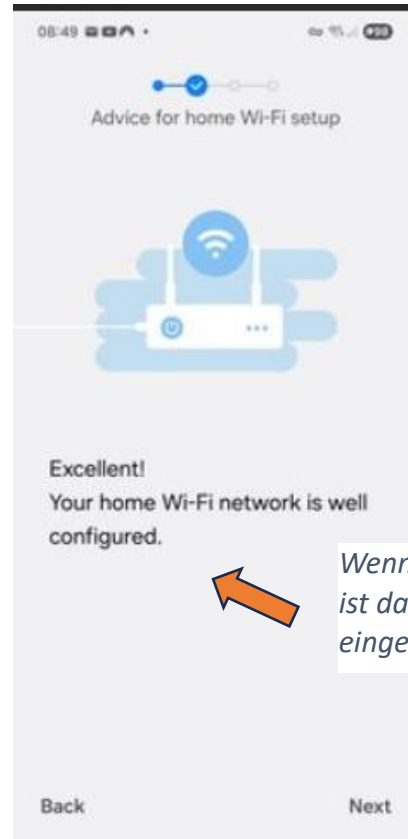 08:49
Advice for home Wi-Fi setup
Excellent!
Your home Wi-Fi network is well
configured.
Wenn
ist da
einge
Back
Next